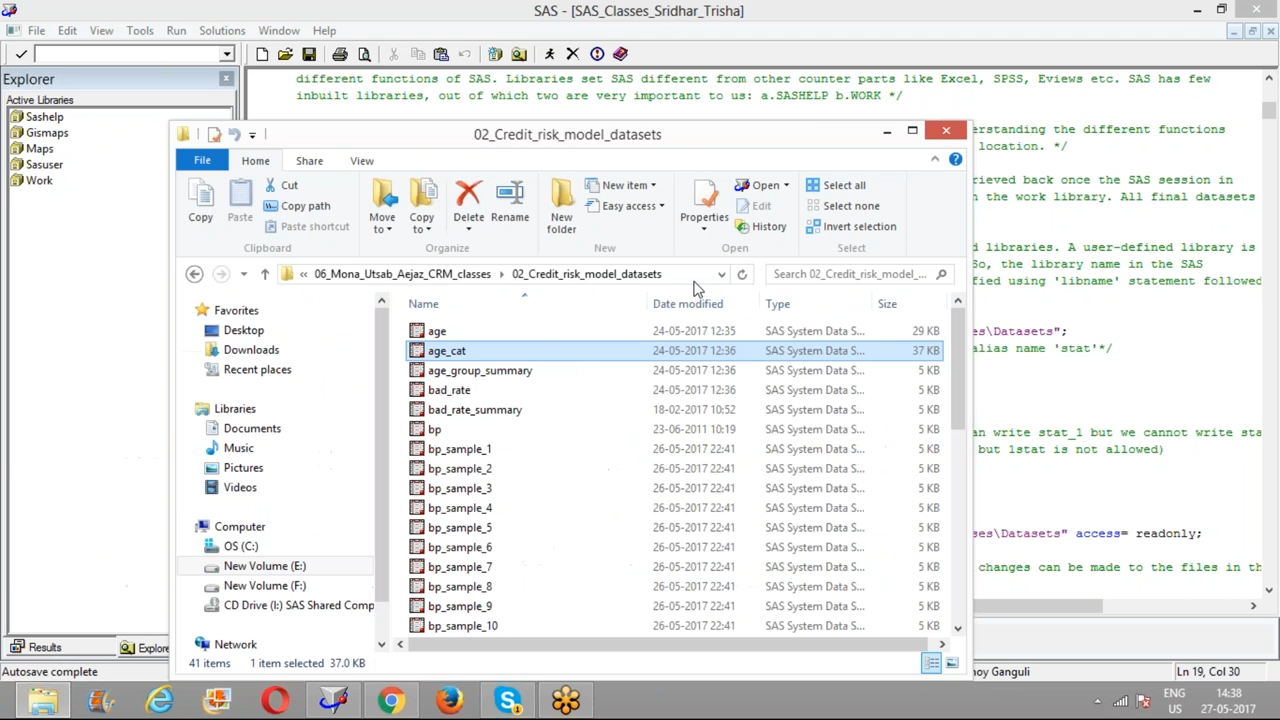 SAS - [SAS_Classes_Sridhar_Trisha]
File Edit View Tools Run Solutions Window Help
Explorer
Active Libraries
Sashelp
Gismaps
Maps
Sasuser
Work
different functions of SAS. Libraries set SAS different from other counter parts like Excel, SPSS, Eviews etc. SAS has few
inbuilt libraries, out of which two are very important to us: a.SASHELP b.WORK */
erstanding the different functions
location. */
rieved back once the SAS session in
n the work library. All final datasets
d libraries. A user-defined library is
So, the library name in the SAS
fied using 'libname' statement followed
es\Datasets";
alias name 'stat'*/
an write stat_1 but we cannot write sta
but 1stat is not allowed)
ses\Datasets" access= readonly;
changes can be made to the files in th
02_Credit_risk_model_datasets
File Home Share View
Copy
Paste
Cut
Copy path
Paste shortcut
Clipboard
Move to
Copy to
Delete
Rename
Organize
New folder
New item
Easy access
New
Properties
Open
Edit
History
Open
Select all
Select none
Invert selection
Select
« 06_Mona_Utsab_Aejaz_CRM_classes 02_Credit_risk_model_datasets
Search 02_Credit_risk_model_...
Favorites
Desktop
Downloads
Recent places
Libraries
Documents
Music
Pictures
Videos
Computer
OS (C:)
New Volume (E:)
New Volume (F:)
CD Drive (I:) SAS Shared Comp
Network
Name Date modified Type Size
age 24-05-2017 12:35 SAS System Data S... 29 KB
age_cat 24-05-2017 12:36 SAS System Data S... 37 KB
age_group_summary 24-05-2017 12:36 SAS System Data S... 5 KB
bad_rate 24-05-2017 12:36 SAS System Data S... 5 KB
bad_rate_summary 18-02-2017 10:52 SAS System Data S... 5 KB
bp 23-06-2011 10:19 SAS System Data S... 5 KB
bp_sample_1 26-05-2017 22:41 SAS System Data S... 5 KB
bp_sample_2 26-05-2017 22:41 SAS System Data S... 5 KB
bp_sample_3 26-05-2017 22:41 SAS System Data S... 5 KB
bp_sample_4 26-05-2017 22:41 SAS System Data S... 5 KB
bp_sample_5 26-05-2017 22:41 SAS System Data S... 5 KB
bp_sample_6 26-05-2017 22:41 SAS System Data S... 5 KB
bp_sample_7 26-05-2017 22:41 SAS System Data S... 5 KB
bp_sample_8 26-05-2017 22:41 SAS System Data S... 5 KB
bp_sample_9 26-05-2017 22:41 SAS System Data S... 5 KB
bp_sample_10 26-05-2017 22:41 SAS System Data S... 5 KB
41 items 1 item selected 37.0 KB
Results Explore
Autosave complete
noy Ganguli
Ln 19, Col 30
ENG
US
14:38
27-05-2017